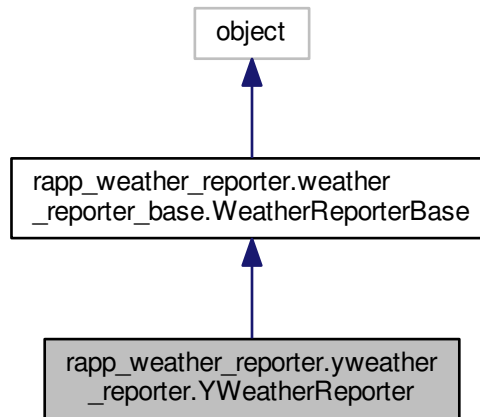 object
rapp_weather_reporter.weather
_reporter_base.WeatherReporterBase
rapp_weather_reporter.yweather
_reporter.YWeatherReporter